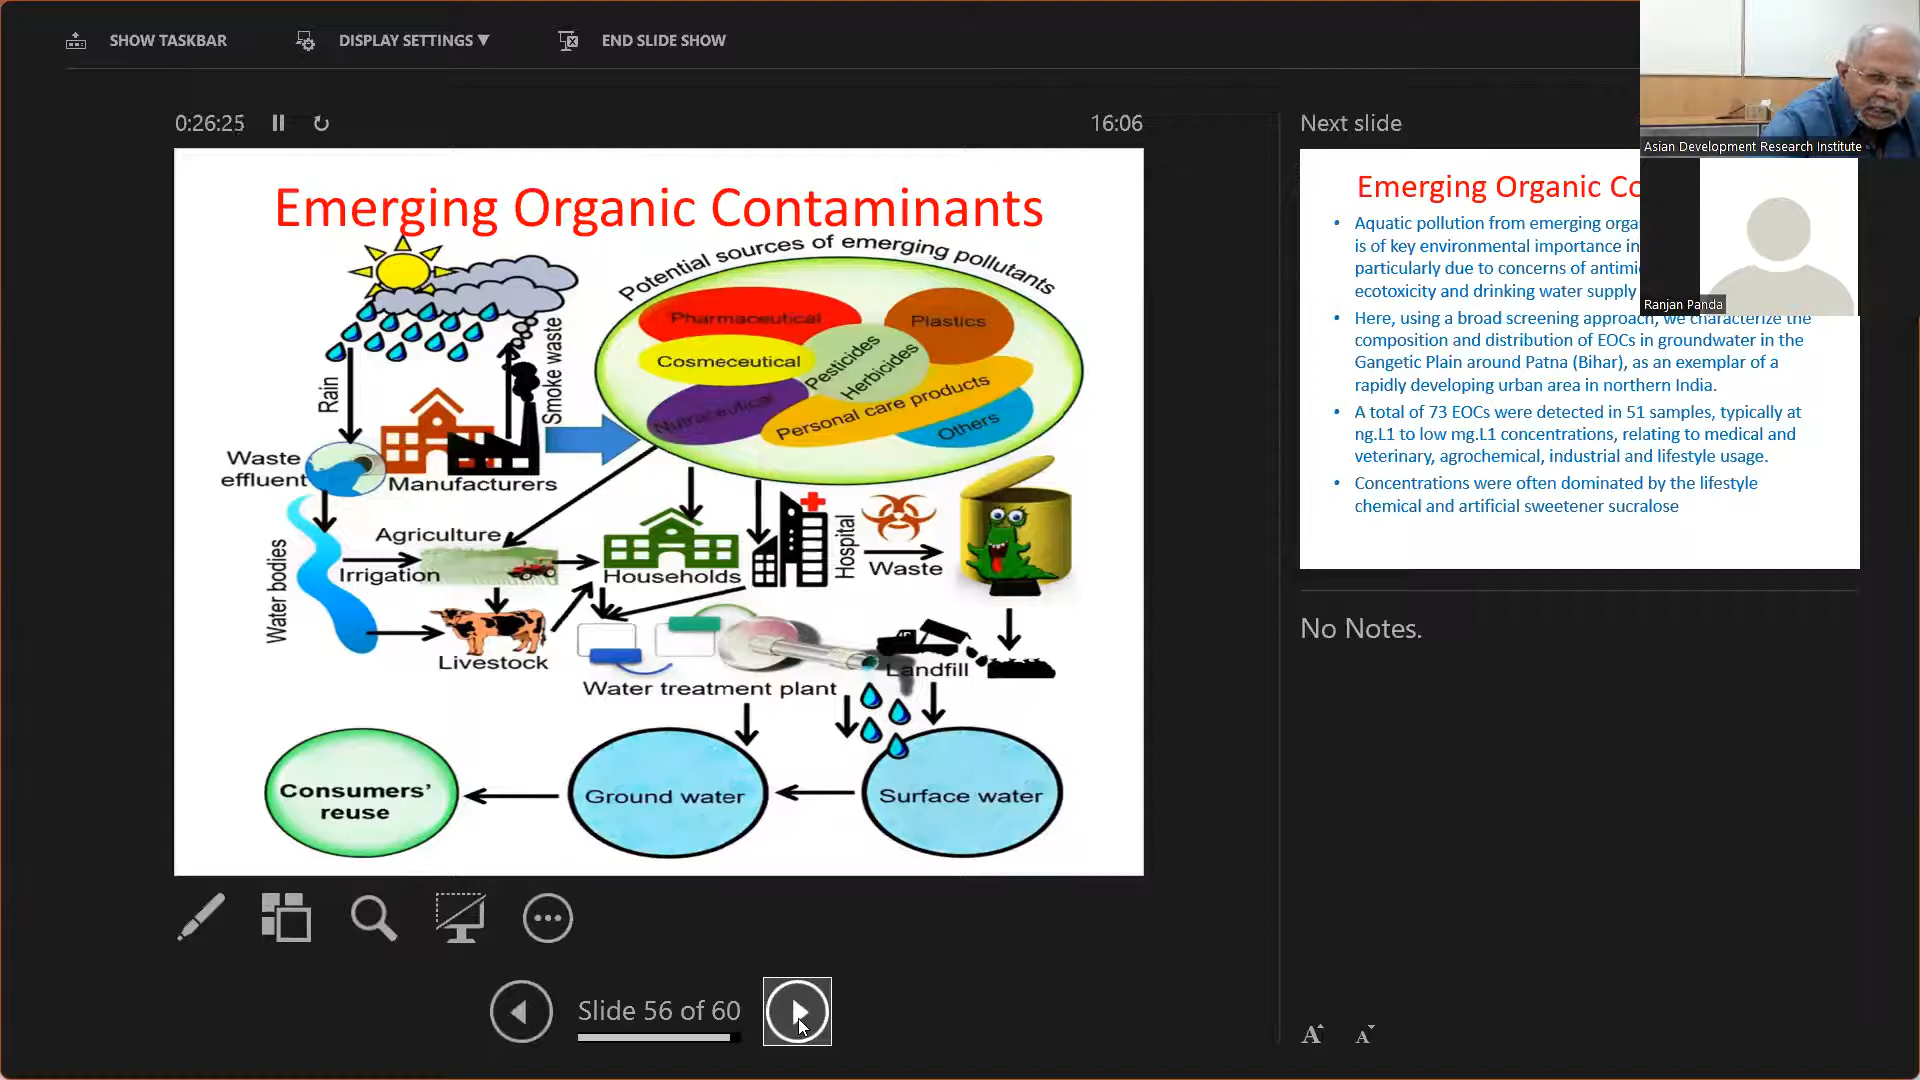 SHOW TASKBAR
DISPLAY SETTINGS ▼
END SLIDE SHOW
0:26:25
16:06
Next slide
Asian Development Research Institute
Ranjan Panda
Emerging Organic Contaminants
Potential sources of emerging pollutants
Pharmaceutical
Plastics
Cosmeceutical
Pesticides
Herbicides
Nutraceutical
Personal care products
Others
Rain
Smoke waste
Waste
effluent
Manufacturers
Water bodies
Agriculture
Irrigation
Households
Hospital
Waste
Livestock
Water treatment plant
Landfill
Consumers'
reuse
Ground water
Surface water
Emerging Organic Co
• Aquatic pollution from emerging
is of key environmental importance in
particularly due to concerns of
ecotoxicity and drinking water supply
• Here, using a broad screening approach, we characterize the
composition and distribution of EOCs in groundwater in the
Gangetic Plain around Patna (Bihar), as an exemplar of a
rapidly developing urban area in northern India.
• A total of 73 EOCs were detected in 51 samples, typically at
ng.L1 to low mg.L1 concentrations, relating to medical and
veterinary, agrochemical, industrial and lifestyle usage.
• Concentrations were often dominated by the lifestyle
chemical and artificial sweetener sucralose
No Notes.
Slide 56 of 60
A A